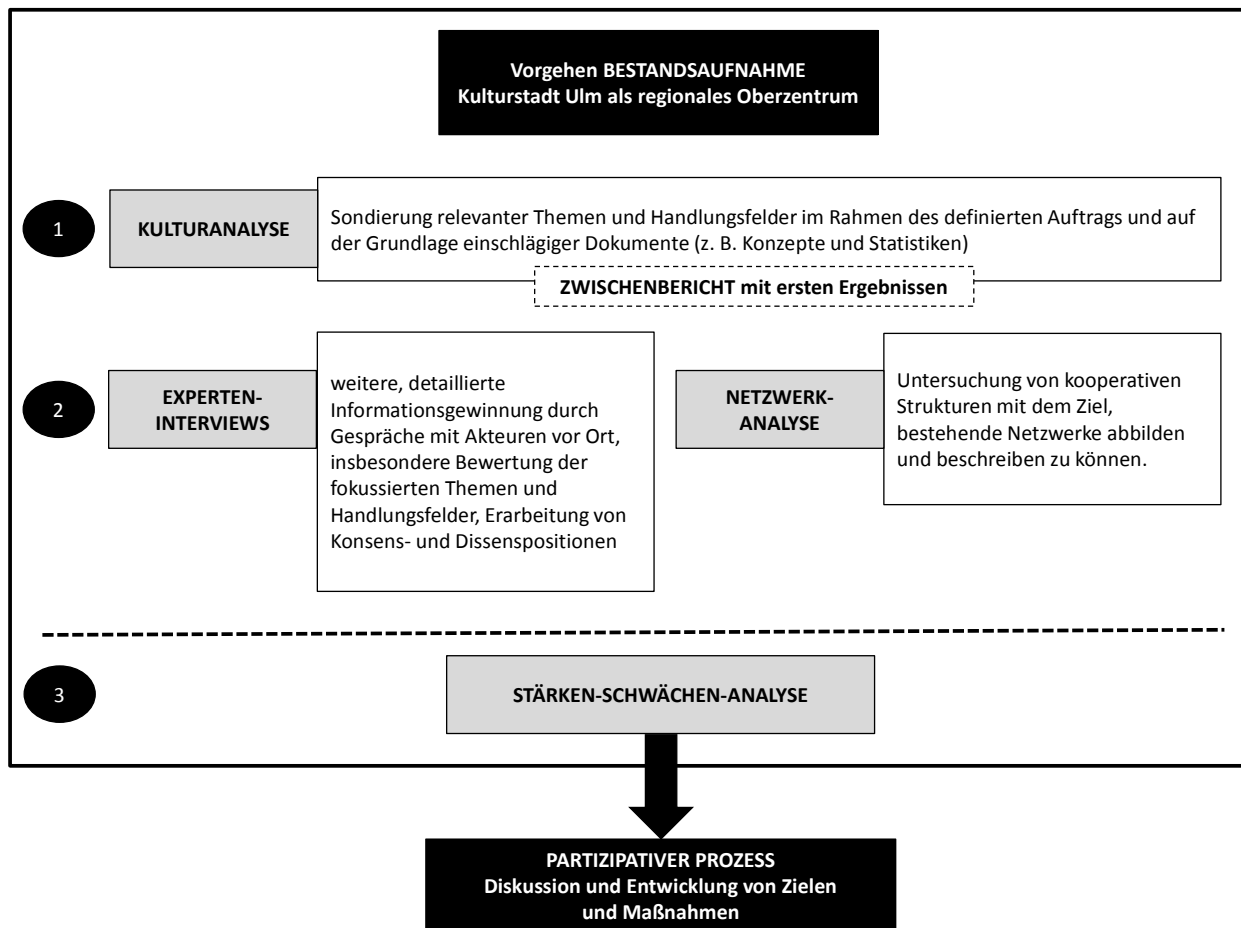 Vorgehen BESTANDSAUFNAHME
Kulturstadt Ulm als regionales Oberzentrum
1
KULTURANALYSE
Sondierung relevanter Themen und Handlungsfelder im Rahmen des definierten Auftrags und auf
der Grundlage einschlägiger Dokumente (z. B. Konzepte und Statistiken)
ZWISCHENBERICHT mit ersten Ergebnissen
2
EXPERTEN-
INTERVIEWS
weitere, detaillierte
Informationsgewinnung durch
Gespräche mit Akteuren vor Ort,
insbesondere Bewertung der
fokussierten Themen und
Handlungsfelder, Erarbeitung von
Konsens- und Dissenspositionen
NETZWERK-
ANALYSE
Untersuchung von kooperativen
Strukturen mit dem Ziel,
bestehende Netzwerke abbilden
und beschreiben zu können.
3
STÄRKEN-SCHWÄCHEN-ANALYSE
PARTIZIPATIVER PROZESS
Diskussion und Entwicklung von Zielen
und Maßnahmen